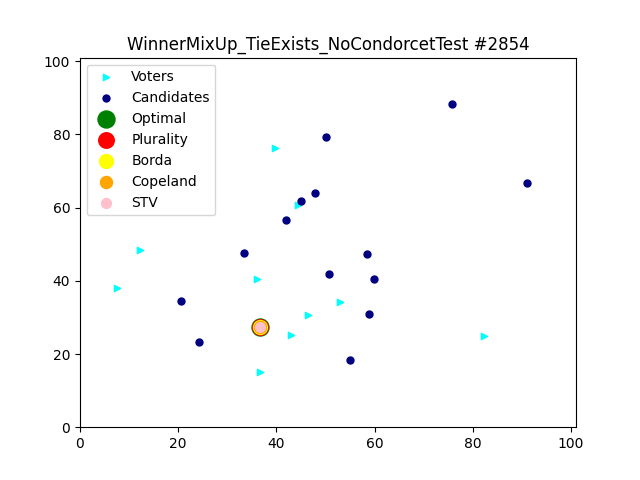 WinnerMixUp_TieExists_NoCondorcetTest #2854
100
80
60
40
20
0
Voters
Candidates
Optimal
Plurality
Borda
Copeland
STV
0 20 40 60 80 100